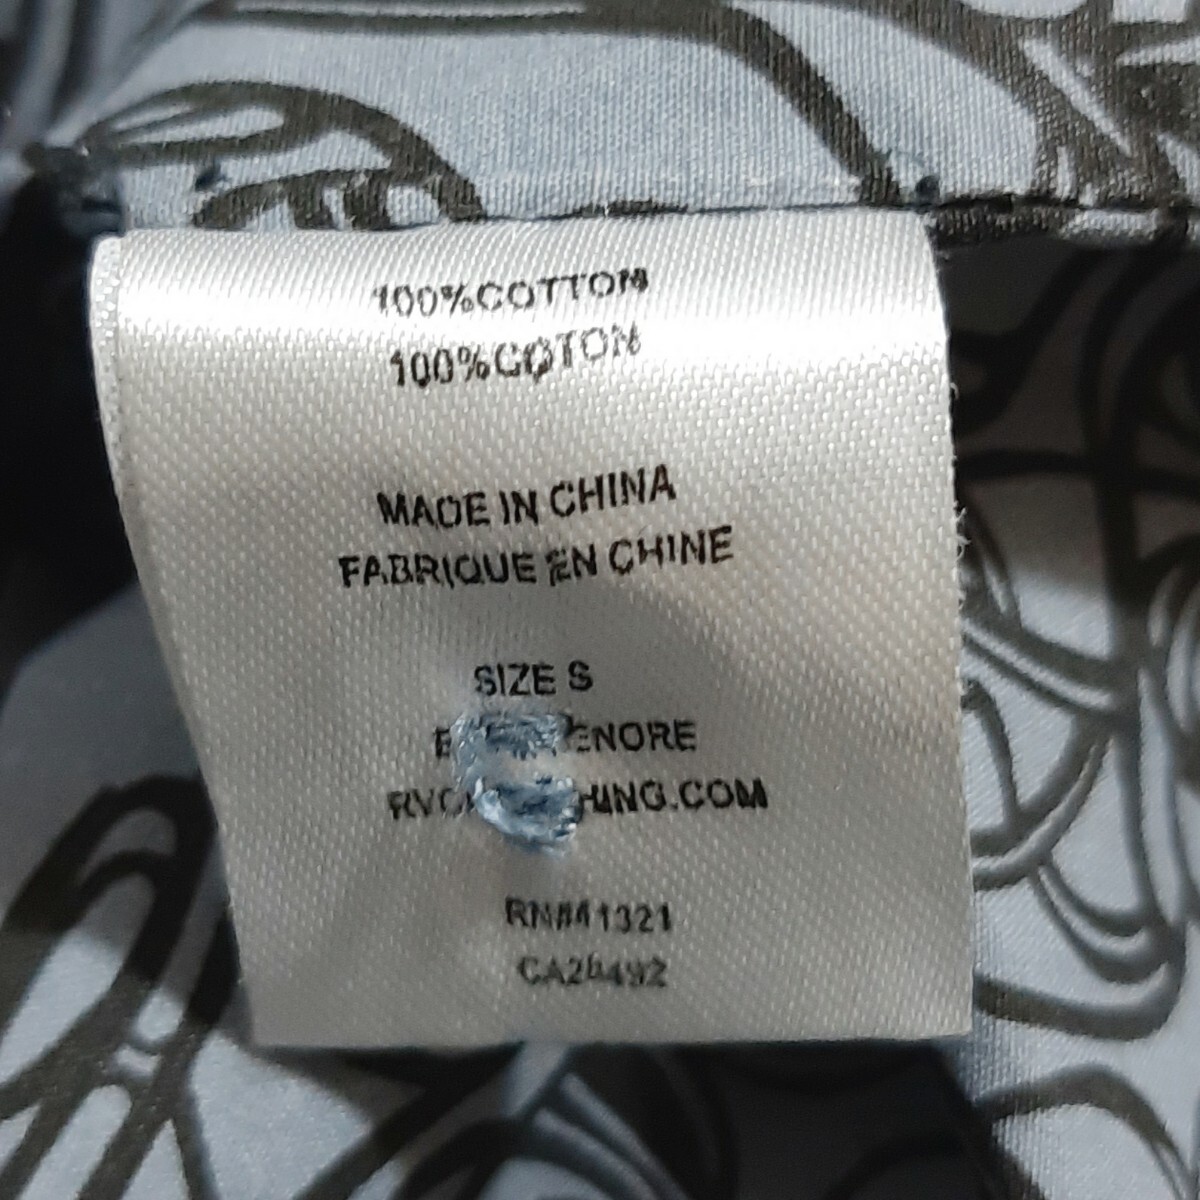 100%COTTON
100%COTON
MADE IN CHINA
FABRIQUE EN CHINE
SIZE S
RN#41321